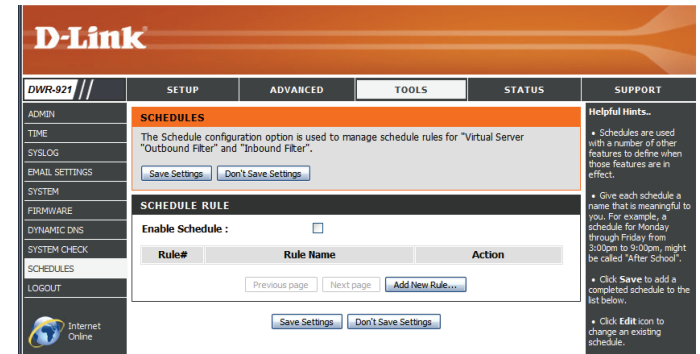 D-Link
DWR-921
SETUP
ADVANCED
TOOLS
STATUS
SUPPORT
ADMIN
TIME
SYSLOG
EMAIL SETTINGS
SYSTEM
FIRMWARE
DYNAMIC DNS
SYSTEM CHECK
SCHEDULES
LOGOUT
Internet
Online
SCHEDULES
The Schedule configuration option is used to manage schedule rules for "Virtual Server
"Outbound Filter" and "Inbound Filter".
Save Settings Don't Save Settings
SCHEDULE RULE
Enable Schedule :
Rule# Rule Name Action
Previous page Next page Add New Rule...
Save Settings Don't Save Settings
Helpful Hints..
• Schedules are used
with a number of other
features to define when
those features are in
effect.
• Give each schedule a
name that is meaningful to
you. For example, a
schedule for Monday
through Friday from
3:00pm to 9:00pm, might
be called "After School".
• Click Save to add a
completed schedule to the
list below.
• Click Edit icon to
change an existing
schedule.